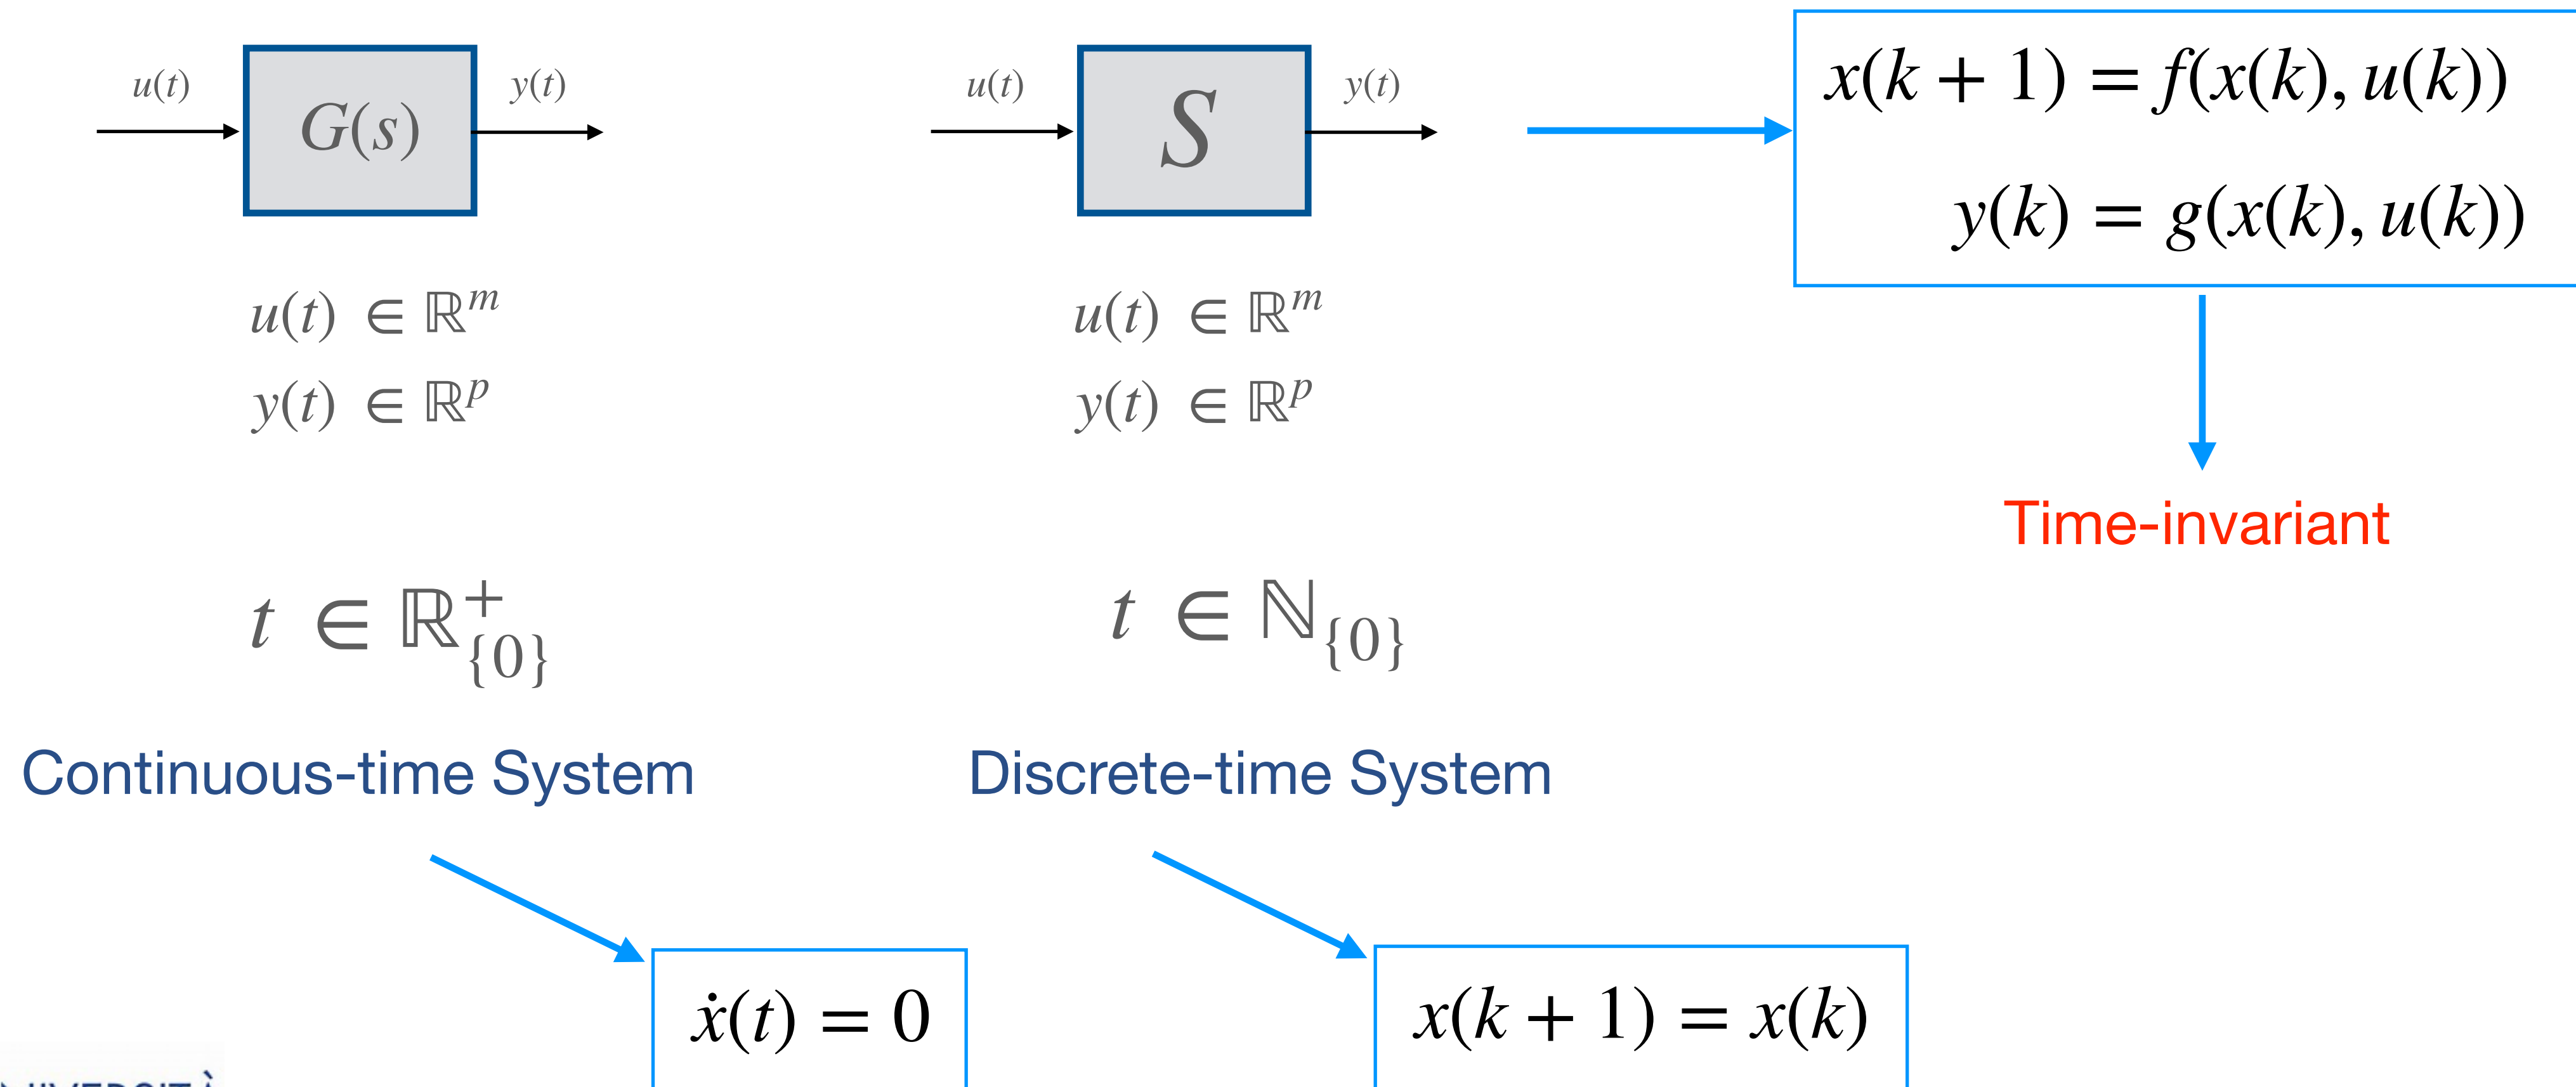 u(t)
G(s)
y(t)
u(t) ∈ ℝ^m
y(t) ∈ ℝ^p
t ∈ ℝ^+_{0}
Continuous-time System
ẋ(t) = 0
u(t)
S
y(t)
u(t) ∈ ℝ^m
y(t) ∈ ℝ^p
t ∈ ℕ_{0}
Discrete-time System
x(k + 1) = x(k)
x(k + 1) = f(x(k), u(k))
y(k) = g(x(k), u(k))
Time-invariant